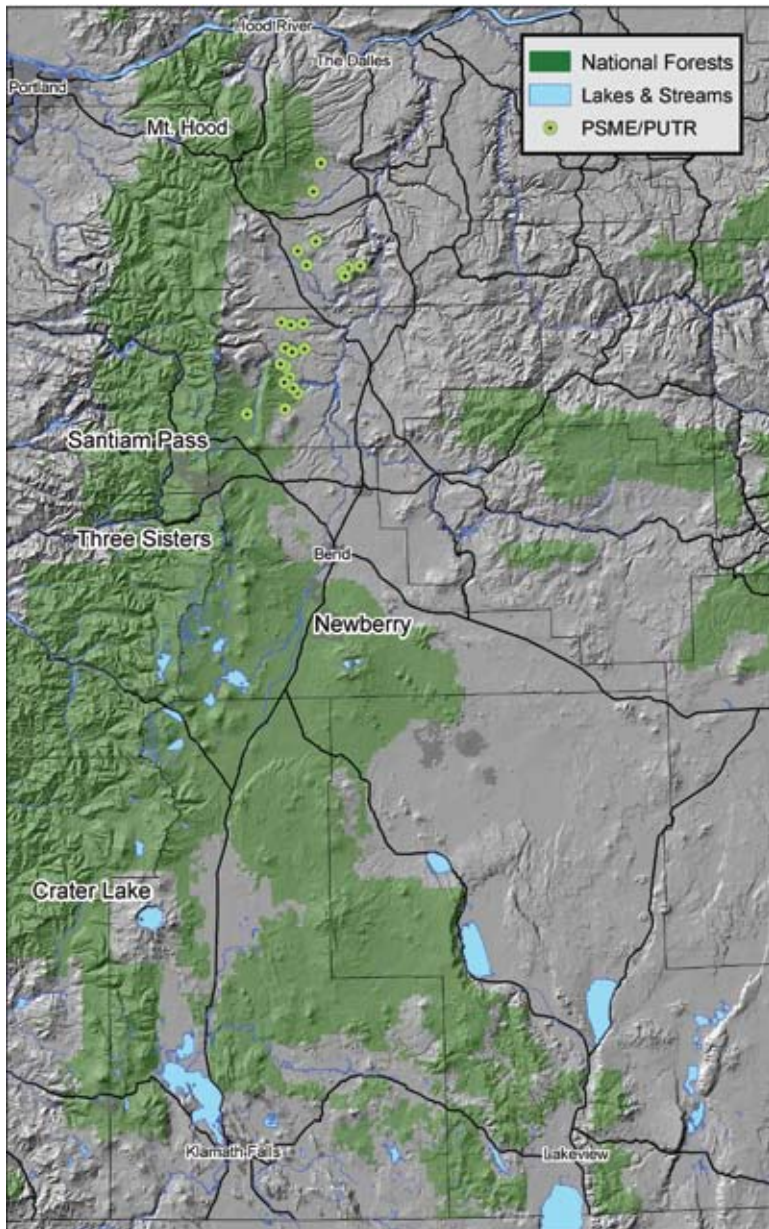 Hood River
The Dalles
Portland
Mt. Hood
National Forests
Lakes & Streams
PSME/PUTR
Santiam Pass
Three Sisters
Bend
Newberry
Crater Lake
Klamath Falls
Lakeview